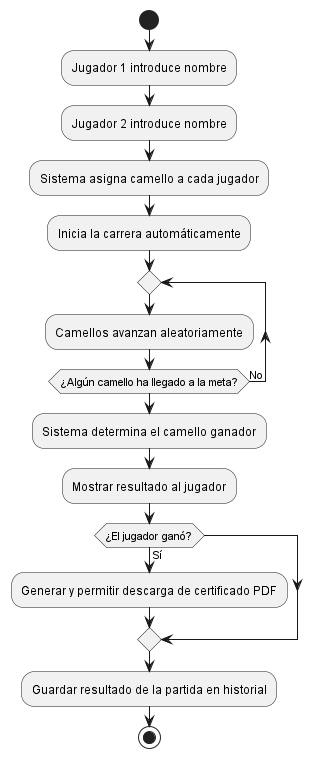 Jugador 1 introduce nombre
Jugador 2 introduce nombre
Sistema asigna camello a cada jugador
Inicia la carrera automáticamente
Camellos avanzan aleatoriamente
¿Algún camello ha llegado a la meta?
No
Sistema determina el camello ganador
Mostrar resultado al jugador
¿El jugador ganó?
Sí
Generar y permitir descarga de certificado PDF
Guardar resultado de la partida en historial